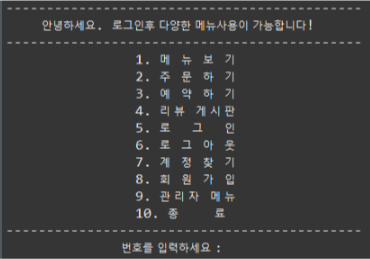 ------------------------------------------------
안녕하세요. 로그인후 다양한 메뉴사용이 가능합니다!
------------------------------------------------
1. 메 뉴 보 기
2. 주 문 하 기
3. 예 약 하 기
4. 리뷰 게시판
5. 로 그 인
6. 로 그 아 웃
7. 계 정 찾 기
8. 회 원 가 입
9. 관리자 메뉴
10. 종 료
------------------------------------------------
번호를 입력하세요 :